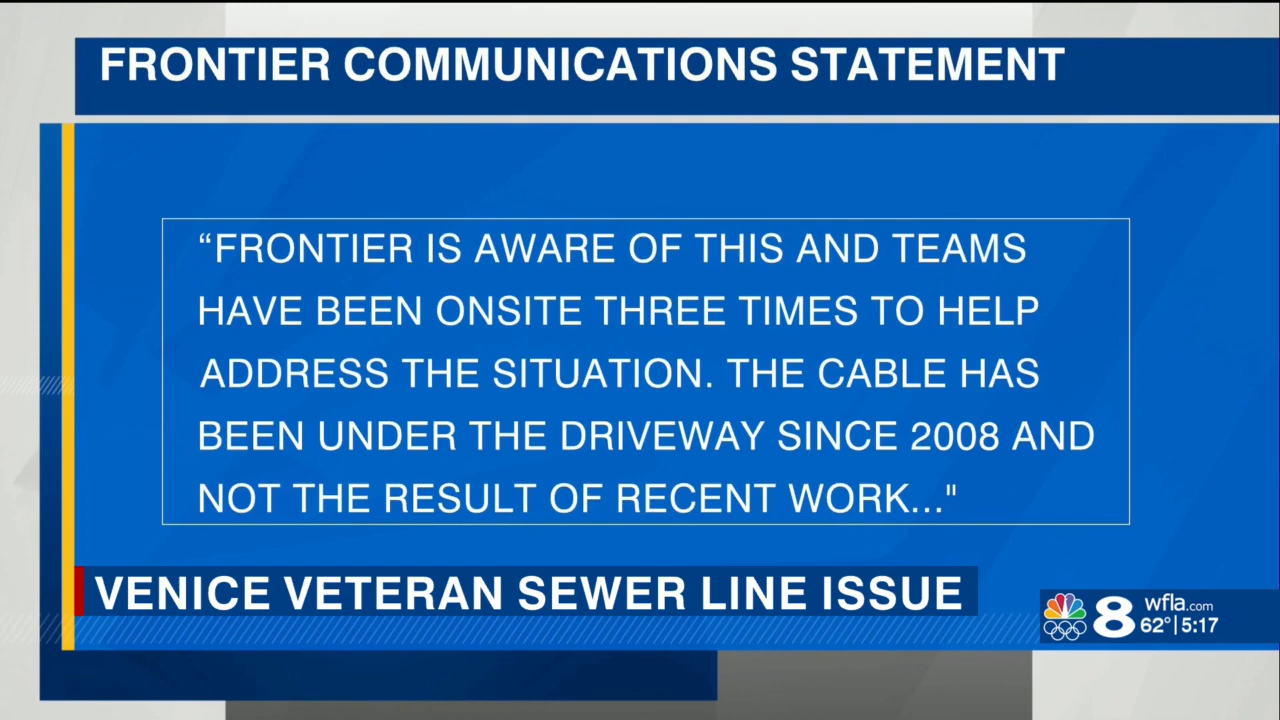 FRONTIER COMMUNICATIONS STATEMENT
“FRONTIER IS AWARE OF THIS AND TEAMS
HAVE BEEN ONSITE THREE TIMES TO HELP
ADDRESS THE SITUATION. THE CABLE HAS
BEEN UNDER THE DRIVEWAY SINCE 2008 AND
NOT THE RESULT OF RECENT WORK..."
VENICE VETERAN SEWER LINE ISSUE
8
wfla.com
62°|5:17